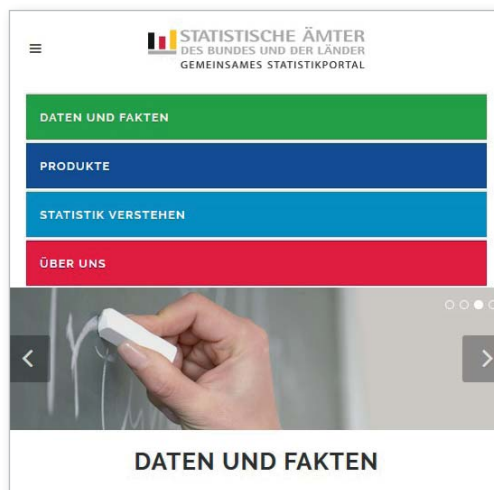 STATISTISCHE ÄMTER
DES BUNDES UND DER LÄNDER
GEMEINSAMES STATISTIKPORTAL
DATEN UND FAKTEN
PRODUKTE
STATISTIK VERSTEHEN
ÜBER UNS
DATEN UND FAKTEN